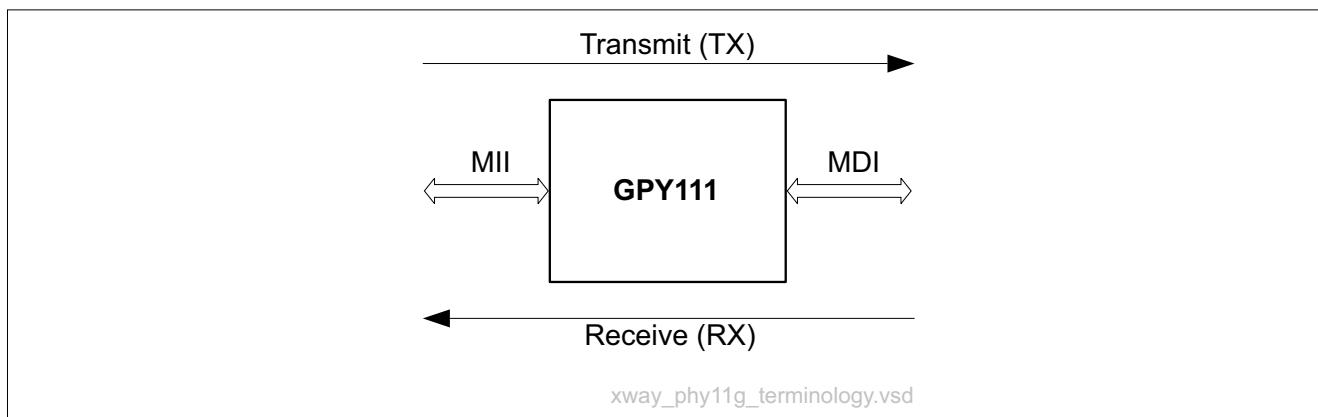 Transmit (TX)
MII
GPY111
MDI
Receive (RX)
xway_phy11g_terminology.vsd